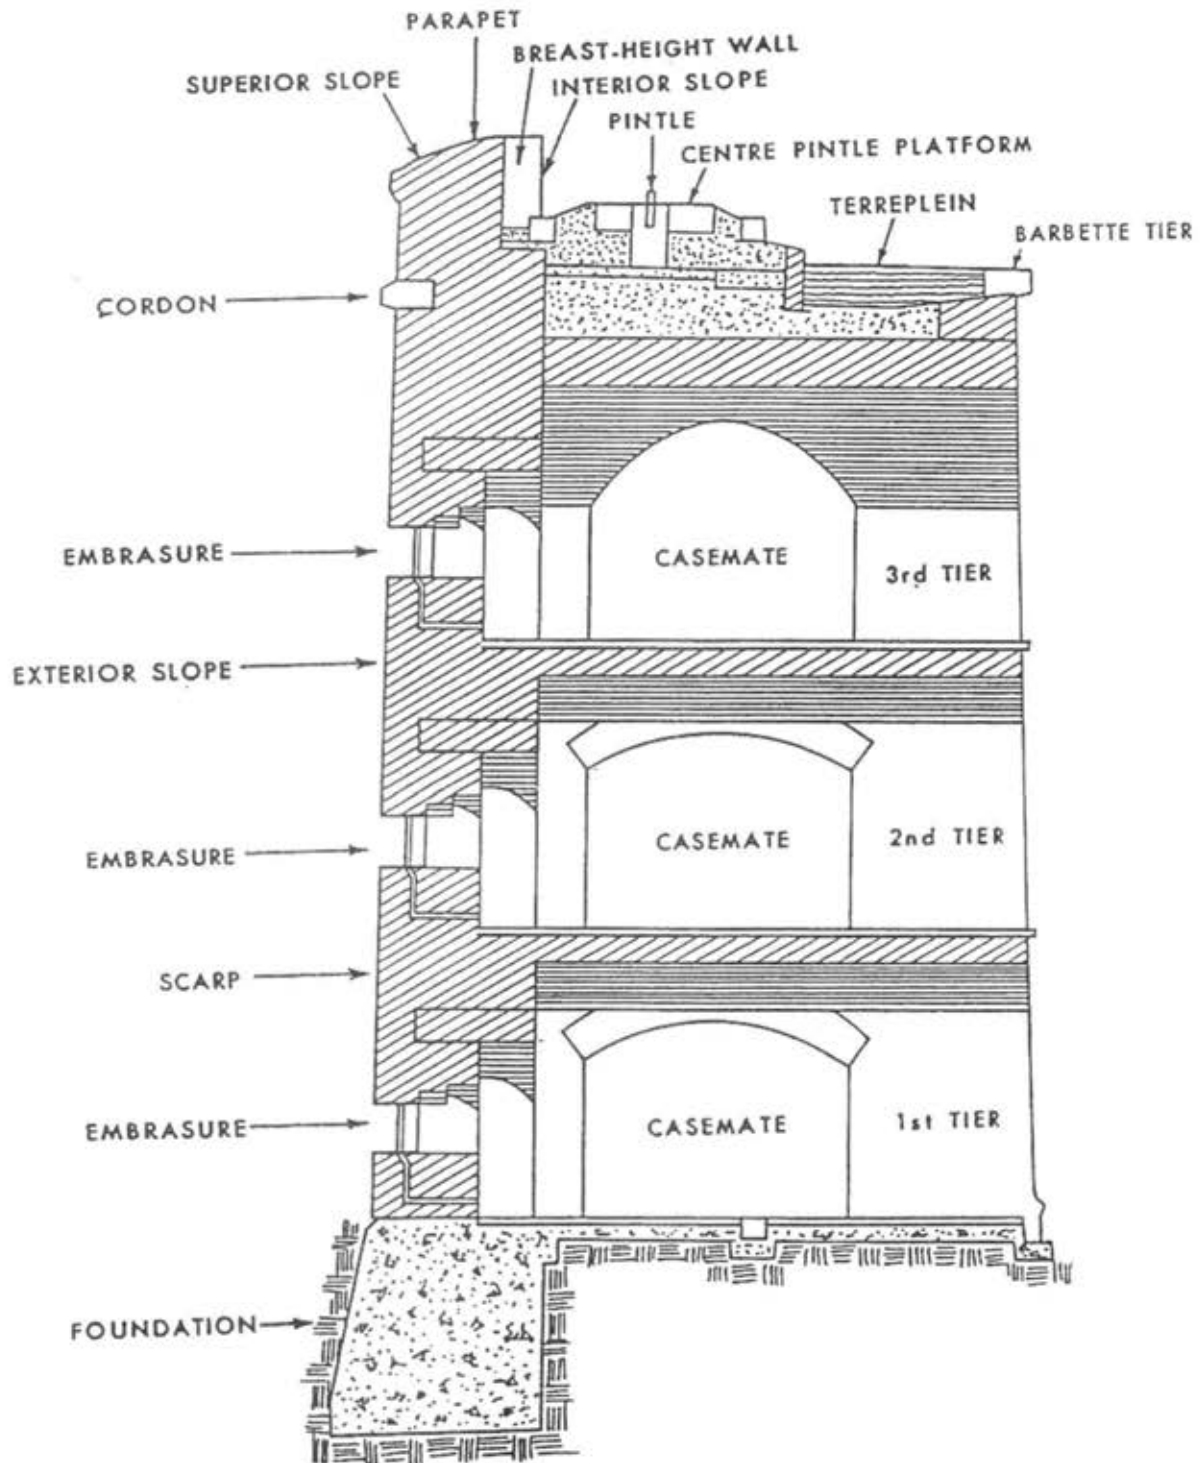 PARAPET
BREAST-HEIGHT WALL
SUPERIOR SLOPE
INTERIOR SLOPE
PINTLE
CENTRE PINTLE PLATFORM
TERREPLEIN
BARBETTE TIER
CORDON
EMBRASURE
CASEMATE
3rd TIER
EXTERIOR SLOPE
EMBRASURE
CASEMATE
2nd TIER
SCARP
EMBRASURE
CASEMATE
1st TIER
FOUNDATION